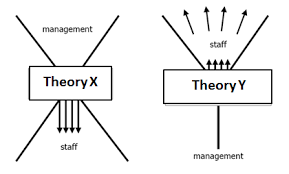 management
Theory X
staff
staff
Theory Y
management